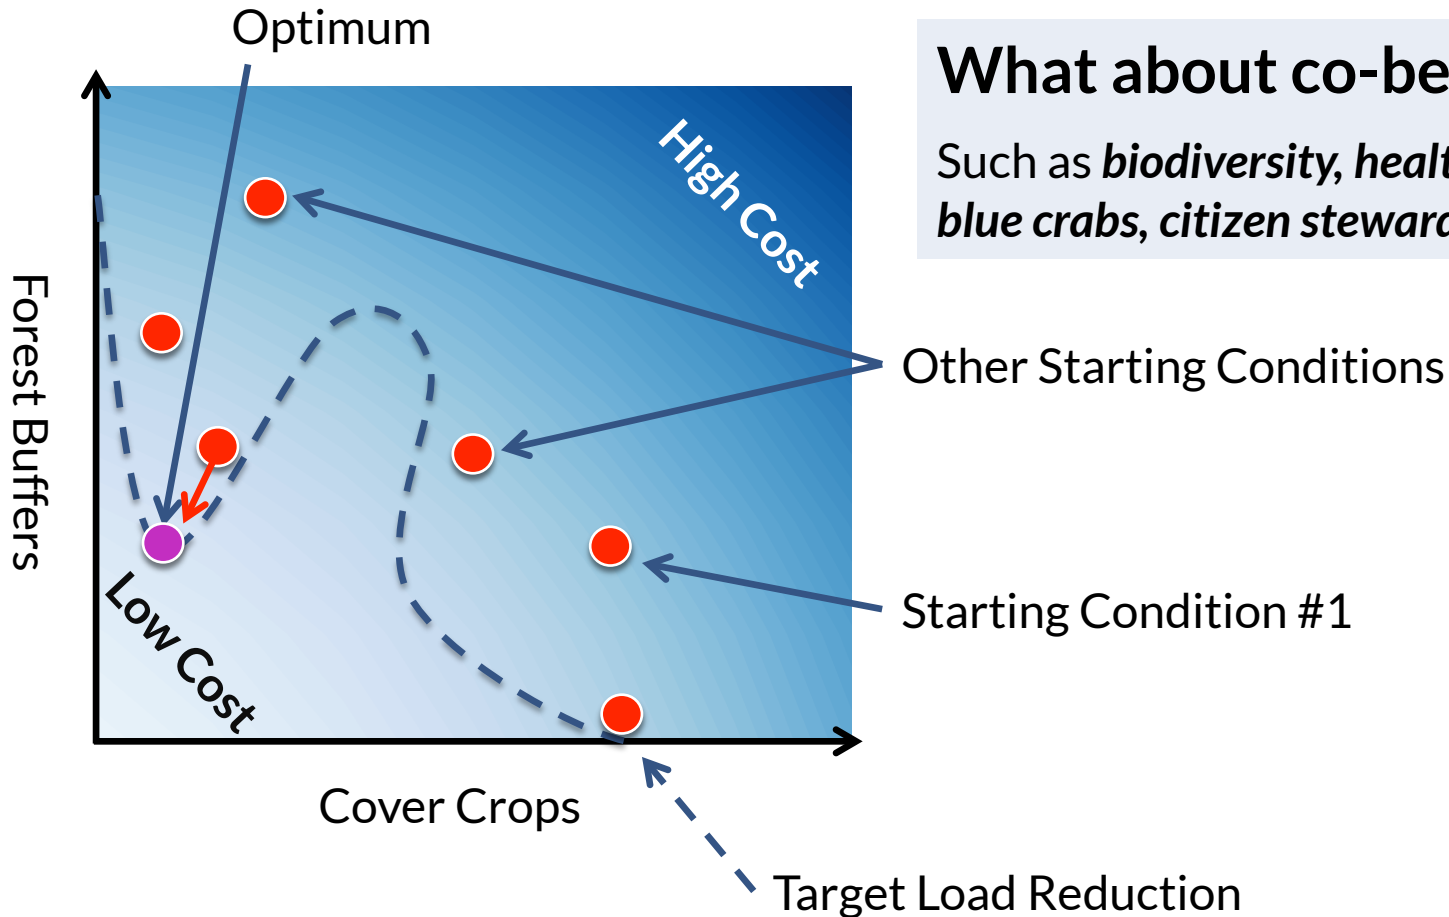 Optimum
What about co-be
Such as biodiversity, healt
blue crabs, citizen steward
High Cost
Forest Buffers
Other Starting Conditions
Low Cost
Starting Condition #1
Cover Crops
Target Load Reduction